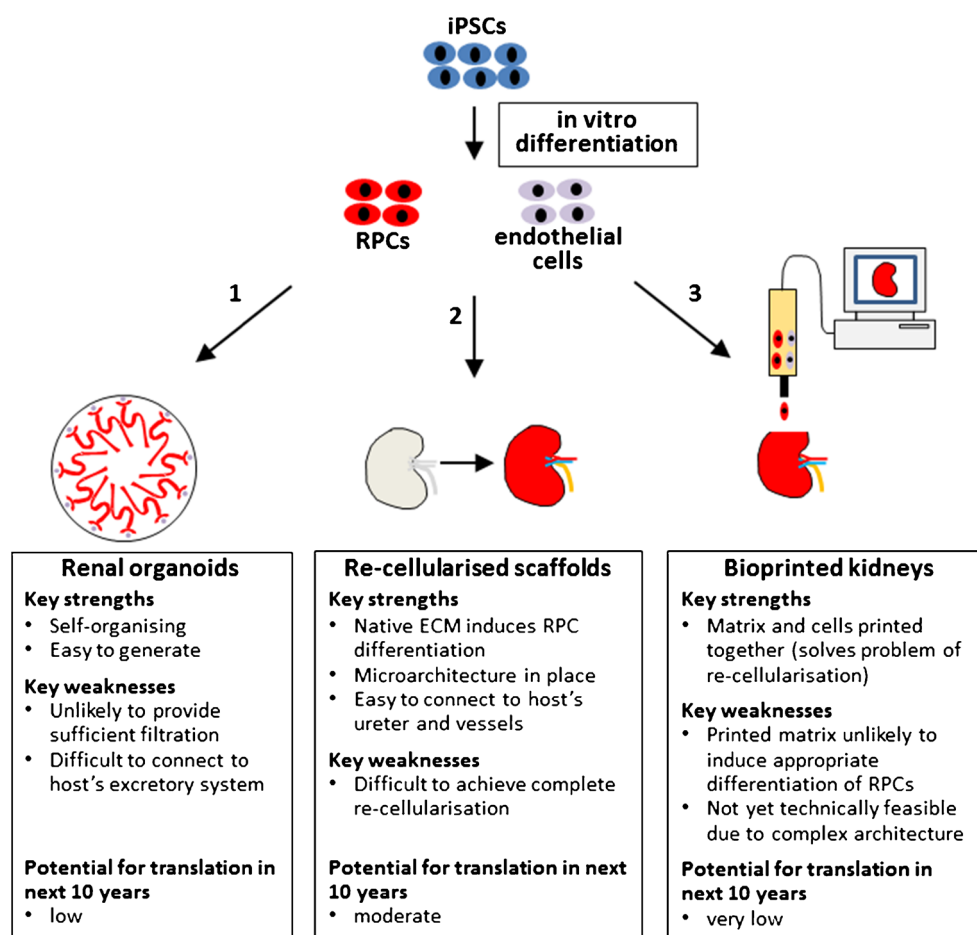 iPSCs
in vitro
differentiation
RPCs
endothelial
cells
1
2
3
Renal organoids
Key strengths
• Self-organising
• Easy to generate
Key weaknesses
• Unlikely to provide
sufficient filtration
• Difficult to connect to
host's excretory system
Potential for translation in
next 10 years
• low
Re-cellularised scaffolds
Key strengths
• Native ECM induces RPC
differentiation
• Microarchitecture in place
• Easy to connect to host's
ureter and vessels
Key weaknesses
• Difficult to achieve complete
re-cellularisation
Potential for translation in next
10 years
• moderate
Bioprinted kidneys
Key strengths
• Matrix and cells printed
together (solves problem of
re-cellularisation)
Key weaknesses
• Printed matrix unlikely to
induce appropriate
differentiation of RPCs
• Not yet technically feasible
due to complex architecture
Potential for translation in
next 10 years
• very low